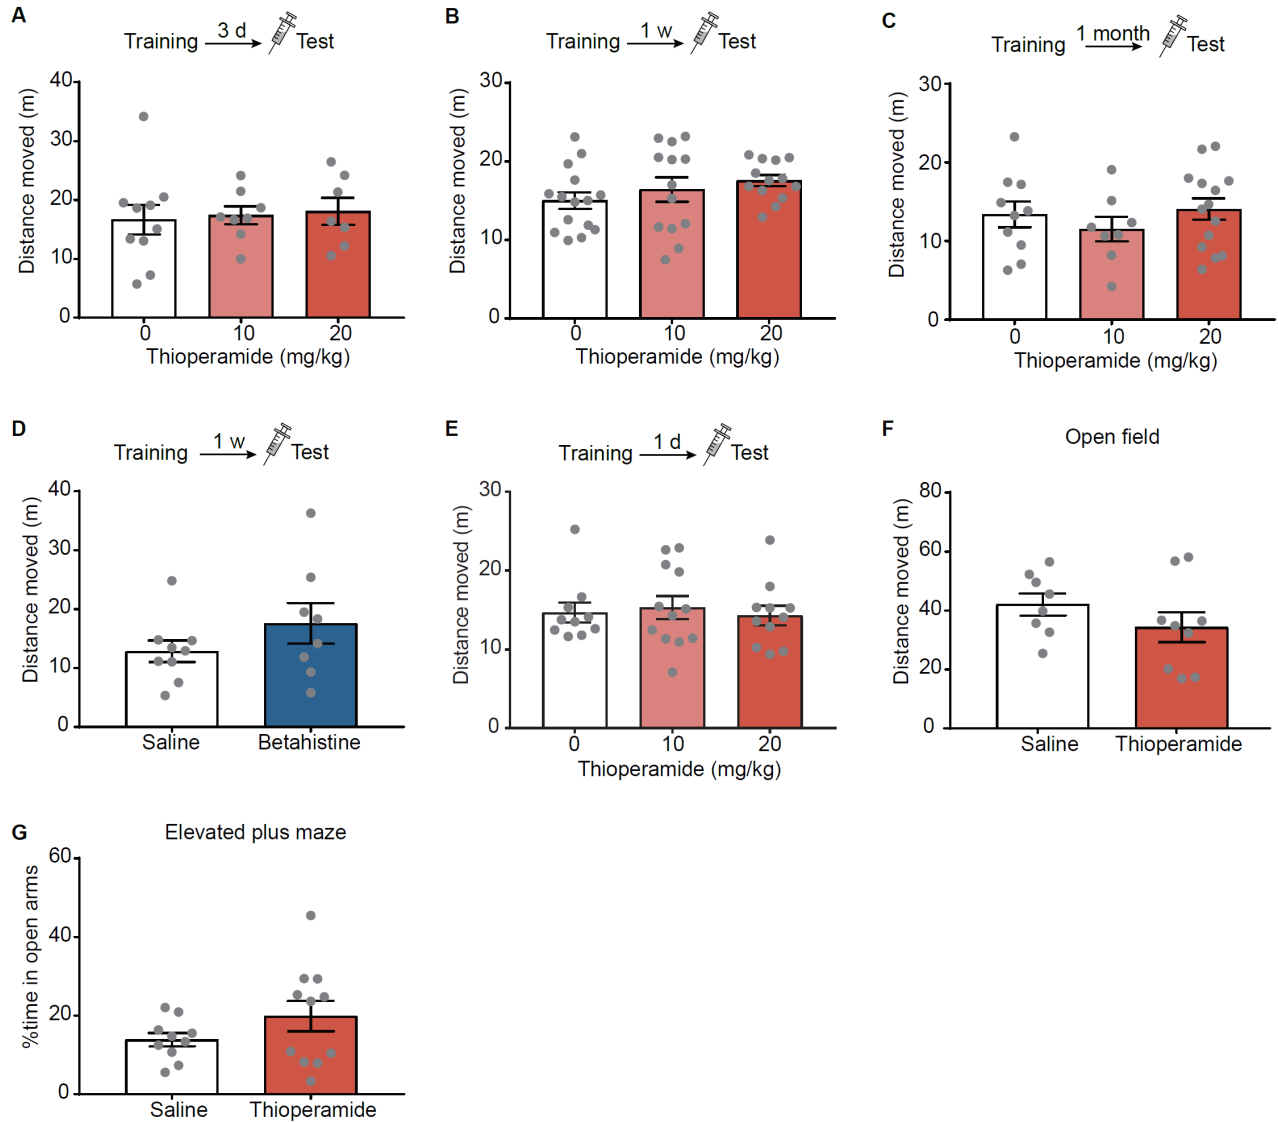 A
Training 3 d Test
Distance moved (m)
40
30
20
10
0
0 10 20
Thioperamide (mg/kg)
B
Training 1 w Test
Distance moved (m)
30
20
10
0
0 10 20
Thioperamide (mg/kg)
C
Training 1 month Test
Distance moved (m)
30
20
10
0
0 10 20
Thioperamide (mg/kg)
D
Training 1 w Test
Distance moved (m)
40
30
20
10
0
Saline Betahistine
E
Training 1 d Test
Distance moved (m)
30
20
10
0
0 10 20
Thioperamide (mg/kg)
F
Open field
Distance moved (m)
80
60
40
20
0
Saline Thioperamide
G
Elevated plus maze
%time in open arms
60
40
20
0
Saline Thioperamide